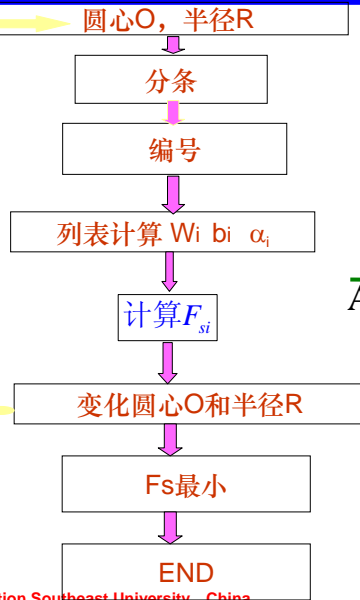 圆心O，半径R
分条
编号
列表计算 Wi bi αi
计算Fsi
A
变化圆心O和半径R
Fs最小
END
tion Southeast University China